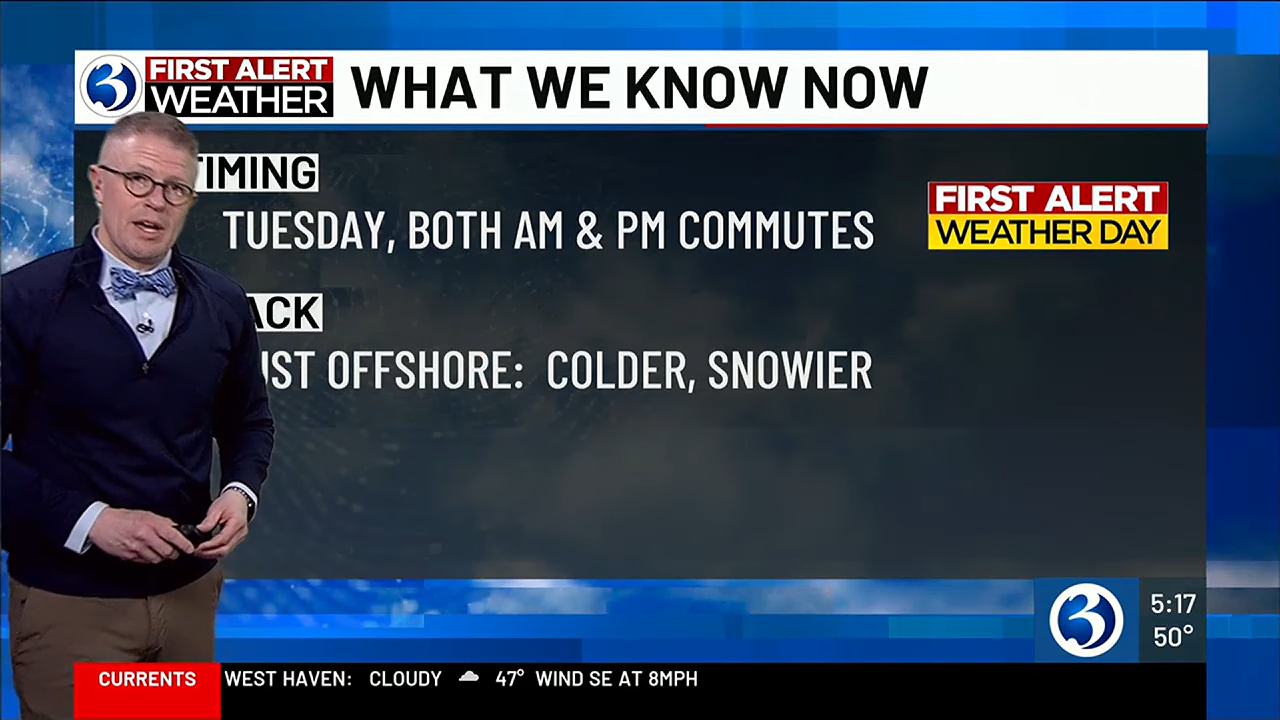 3 FIRST ALERT
WEATHER
WHAT WE KNOW NOW
TIMING
TUESDAY, BOTH AM & PM COMMUTES
FIRST ALERT
WEATHER DAY
ACK
UST OFFSHORE: COLDER, SNOWIER
3
5:17
50°
CURRENTS
WEST HAVEN: CLOUDY 47° WIND SE AT 8MPH